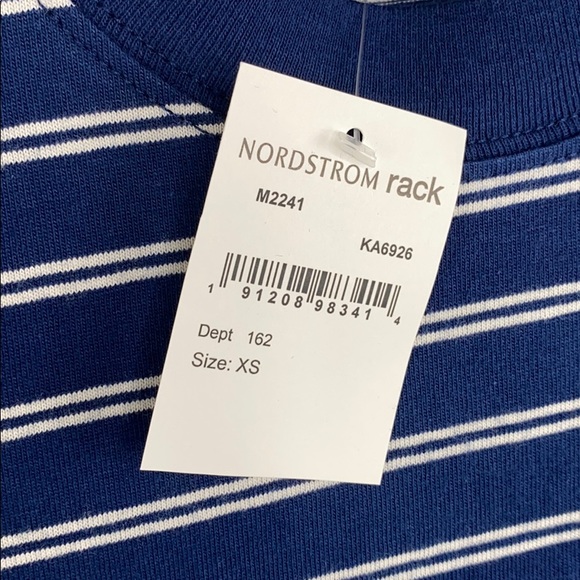 NORDSTROM rack
M2241
KA6926
1 91208 98341 4
Dept 162
Size: XS